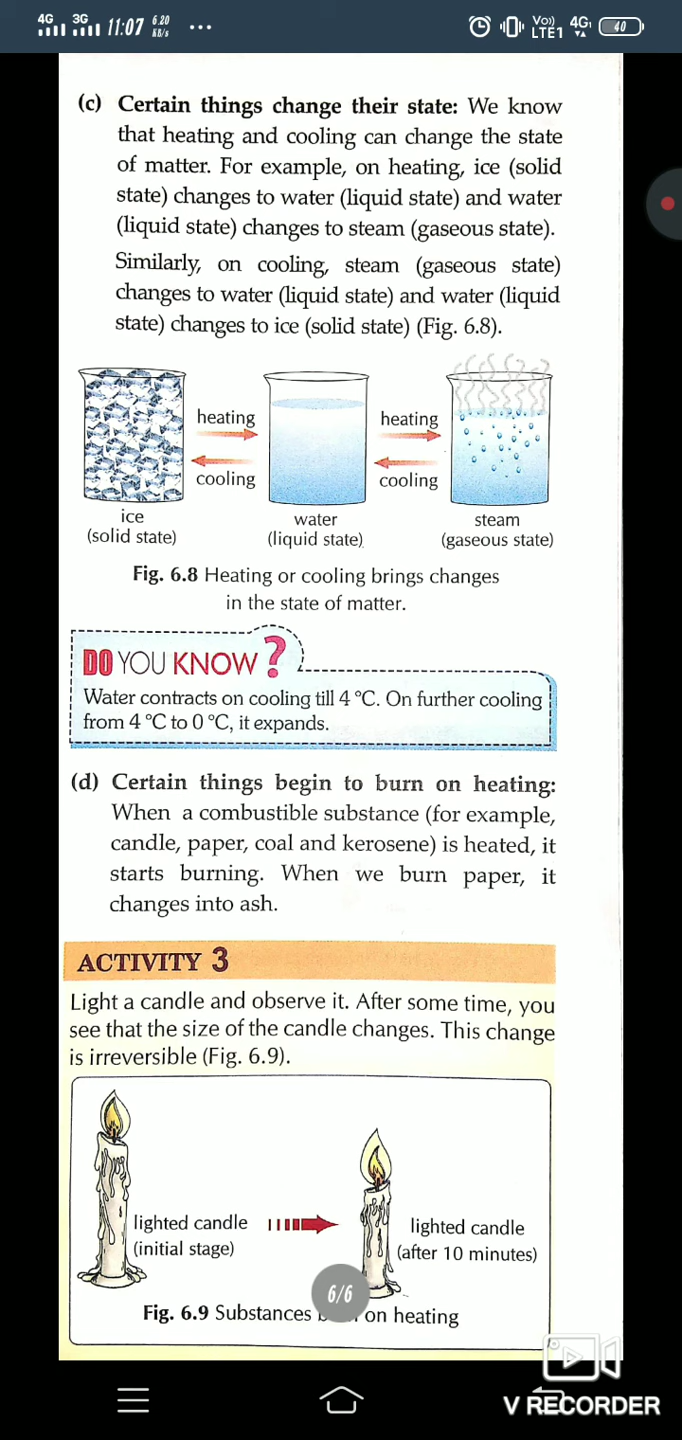 4G 3G 11:07 6.20 KB/s ...
Vo)) LTE1 4G 40
(c) Certain things change their state: We know
that heating and cooling can change the state
of matter. For example, on heating, ice (solid
state) changes to water (liquid state) and water
(liquid state) changes to steam (gaseous state).
Similarly, on cooling, steam (gaseous state)
changes to water (liquid state) and water (liquid
state) changes to ice (solid state) (Fig. 6.8).
heating
cooling
heating
cooling
ice
(solid state)
water
(liquid state)
steam
(gaseous state)
Fig. 6.8 Heating or cooling brings changes
in the state of matter.
DO YOU KNOW?
Water contracts on cooling till 4 °C. On further cooling
from 4 °C to 0 °C, it expands.
(d) Certain things begin to burn on heating:
When a combustible substance (for example,
candle, paper, coal and kerosene) is heated, it
starts burning. When we burn paper, it
changes into ash.
ACTIVITY 3
Light a candle and observe it. After some time, you
see that the size of the candle changes. This change
is irreversible (Fig. 6.9).
lighted candle
(initial stage)
lighted candle
(after 10 minutes)
6/6
Fig. 6.9 Substances on heating
V RECORDER